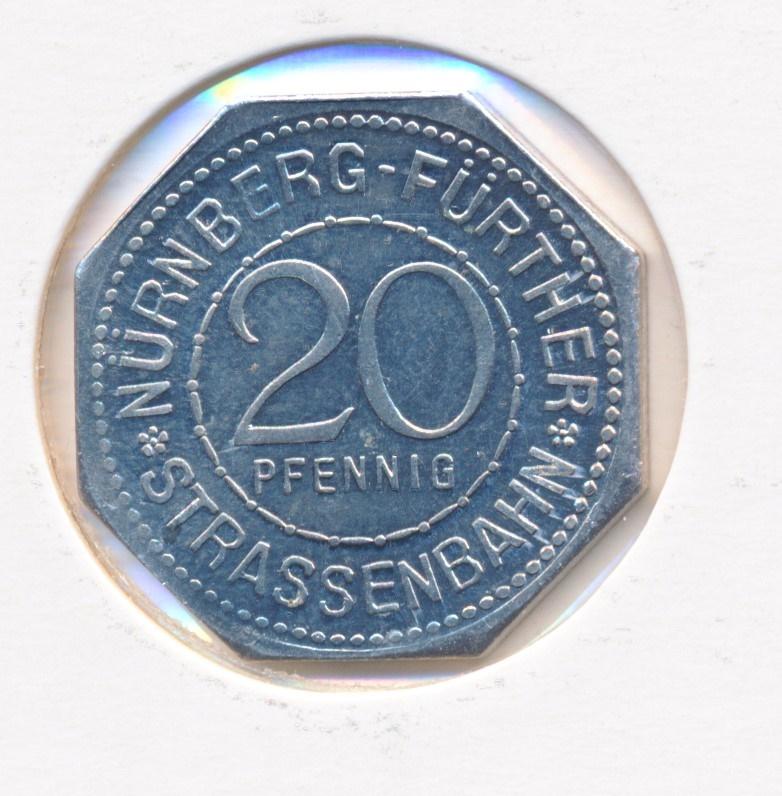 NÜRNBERG-FÜRTHER
STRASSENBAHN
20
PFENNIG